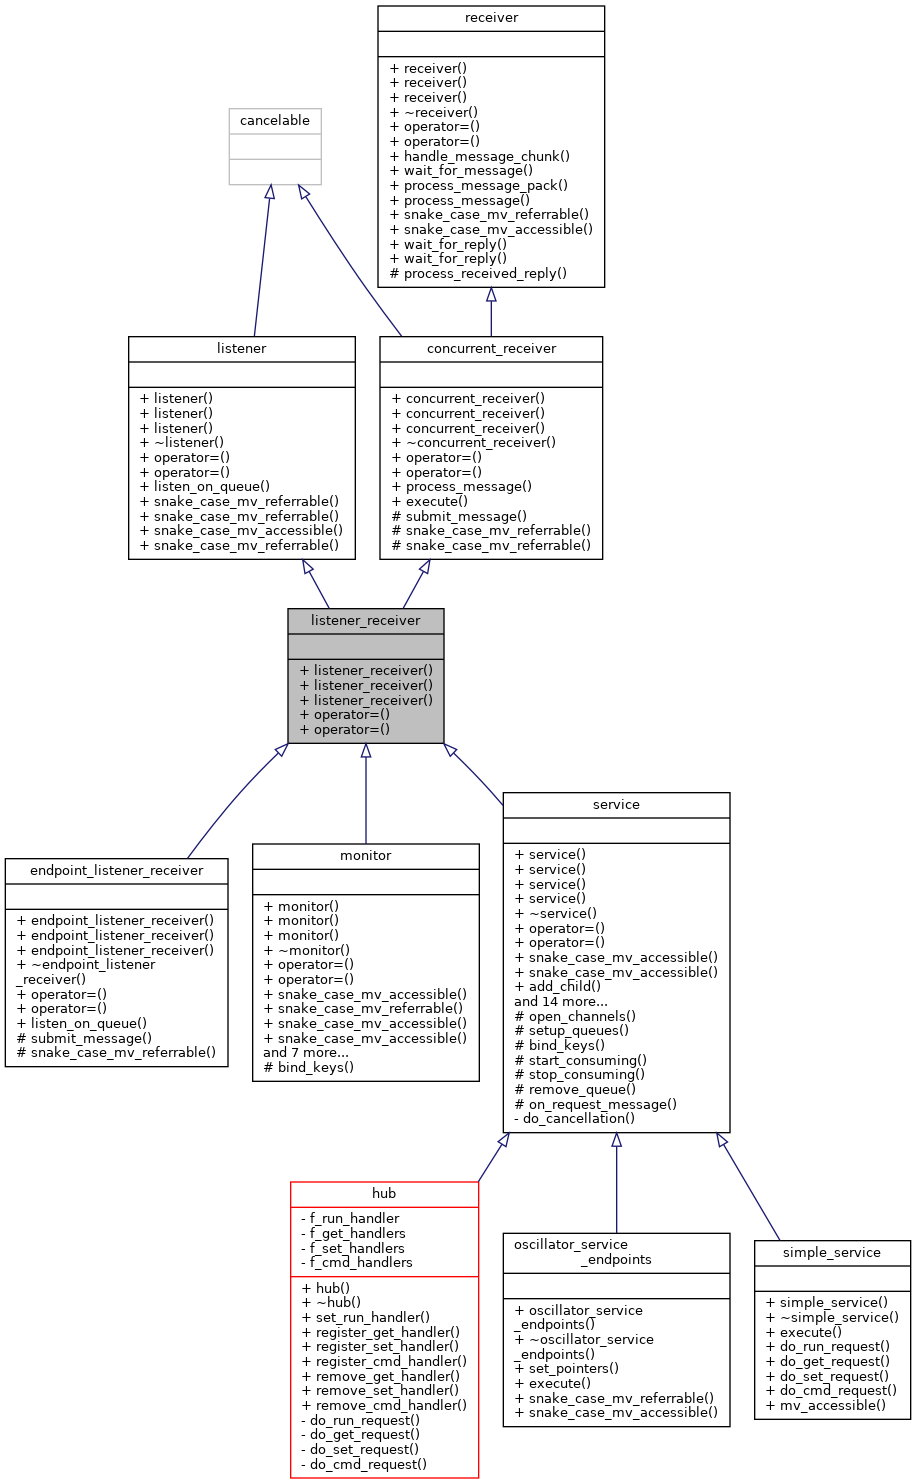 receiver
+ receiver()
+ receiver()
+ receiver()
+ ~receiver()
+ operator=()
+ operator=()
+ handle_message_chunk()
+ wait_for_message()
+ process_message_pack()
+ process_message()
+ snake_case_mv_referrable()
+ snake_case_mv_accessible()
+ wait_for_reply()
+ wait_for_reply()
# process_received_reply()
cancelable
listener
+ listener()
+ listener()
+ listener()
+ ~listener()
+ operator=()
+ operator=()
+ listen_on_queue()
+ snake_case_mv_referrable()
+ snake_case_mv_referrable()
+ snake_case_mv_accessible()
+ snake_case_mv_referrable()
concurrent_receiver
+ concurrent_receiver()
+ concurrent_receiver()
+ concurrent_receiver()
+ ~concurrent_receiver()
+ operator=()
+ operator=()
+ process_message()
+ execute()
# submit_message()
# snake_case_mv_referrable()
# snake_case_mv_referrable()
listener_receiver
+ listener_receiver()
+ listener_receiver()
+ listener_receiver()
+ operator=()
+ operator=()
endpoint_listener_receiver
+ endpoint_listener_receiver()
+ endpoint_listener_receiver()
+ endpoint_listener_receiver()
+ ~endpoint_listener
_receiver()
+ operator=()
+ operator=()
+ listen_on_queue()
# submit_message()
# snake_case_mv_referrable()
monitor
+ monitor()
+ monitor()
+ monitor()
+ ~monitor()
+ operator=()
+ operator=()
+ snake_case_mv_accessible()
+ snake_case_mv_referrable()
+ snake_case_mv_accessible()
+ snake_case_mv_accessible()
and 7 more...
# bind_keys()
service
+ service()
+ service()
+ service()
+ service()
+ ~service()
+ operator=()
+ operator=()
+ snake_case_mv_accessible()
+ snake_case_mv_accessible()
+ add_child()
and 14 more...
# open_channels()
# setup_queues()
# bind_keys()
# start_consuming()
# stop_consuming()
# remove_queue()
# on_request_message()
- do_cancellation()
hub
- f_run_handler
- f_get_handlers
- f_set_handlers
- f_cmd_handlers
+ hub()
+ ~hub()
+ set_run_handler()
+ register_get_handler()
+ register_set_handler()
+ register_cmd_handler()
+ remove_get_handler()
+ remove_set_handler()
+ remove_cmd_handler()
- do_run_request()
- do_get_request()
- do_set_request()
- do_cmd_request()
oscillator_service
_endpoints
+ oscillator_service
_endpoints()
+ ~oscillator_service
_endpoints()
+ set_pointers()
+ execute()
+ snake_case_mv_referrable()
+ snake_case_mv_accessible()
simple_service
+ simple_service()
+ ~simple_service()
+ execute()
+ do_run_request()
+ do_get_request()
+ do_set_request()
+ do_cmd_request()
+ mv_accessible()